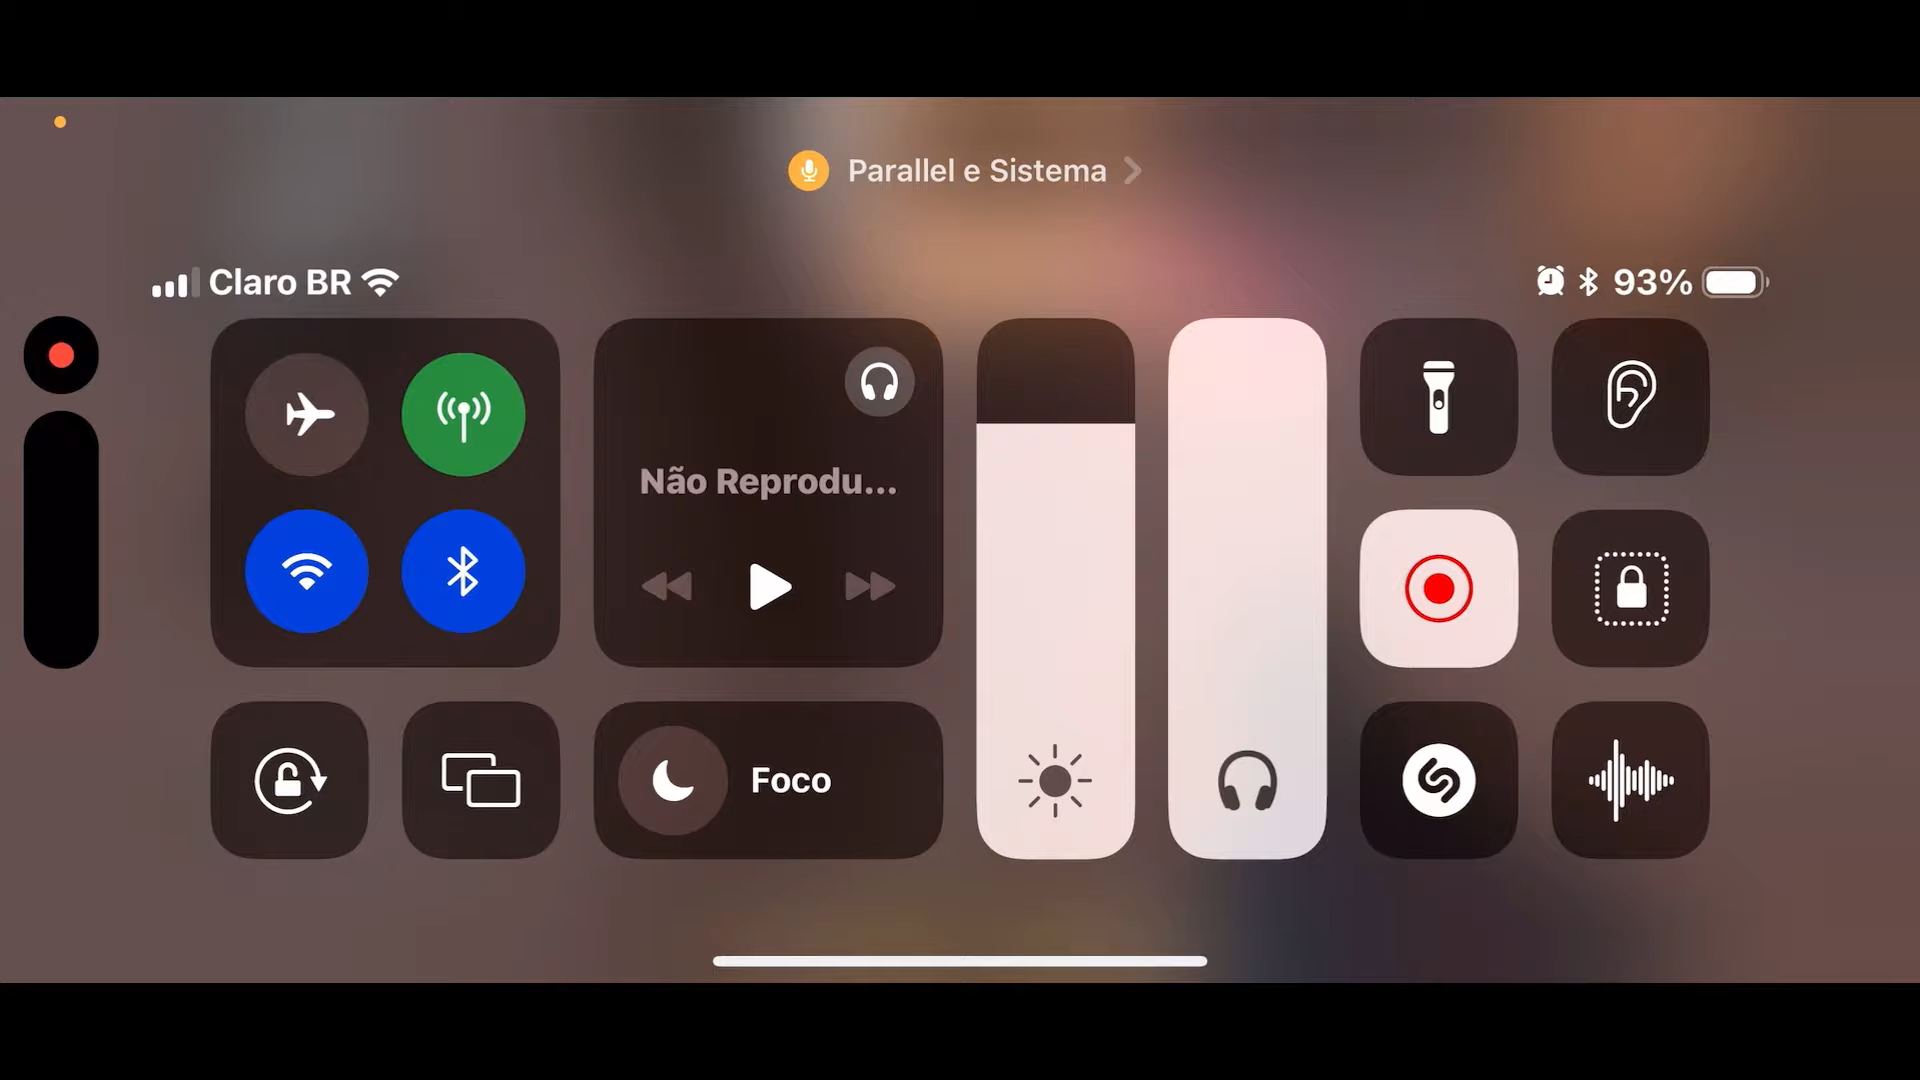 Parallel e Sistema
Claro BR
93%
Não Reprodu...
Foco